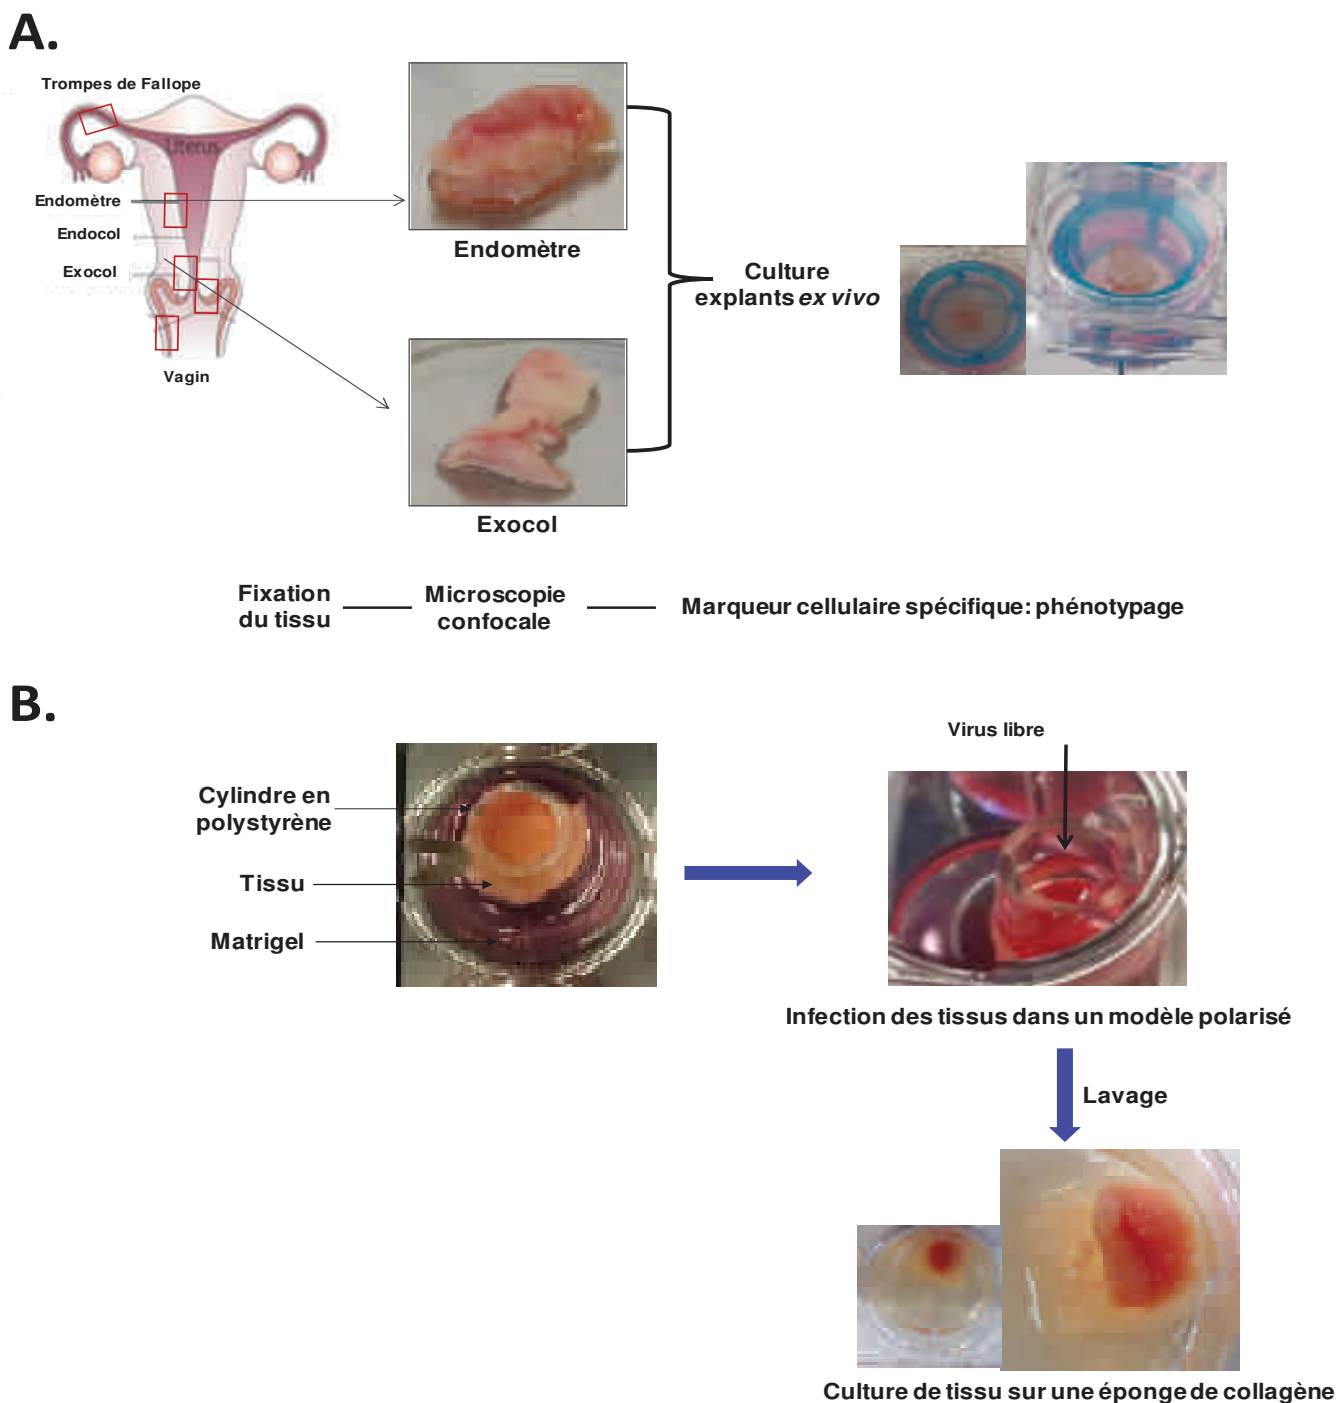 A.
Trompes de Fallope
Uterus
Endomètre
Endocol
Exocol
Vagin
Endomètre
Exocol
Culture
explants ex vivo
Fixation
du tissu
Microscopie
confocale
Marqueur cellulaire spécifique: phénotypage
B.
Cylindre en
polystyrène
Tissu
Matrigel
Virus libre
Infection des tissus dans un modèle polarisé
Lavage
Culture de tissu sur une éponge de collagène